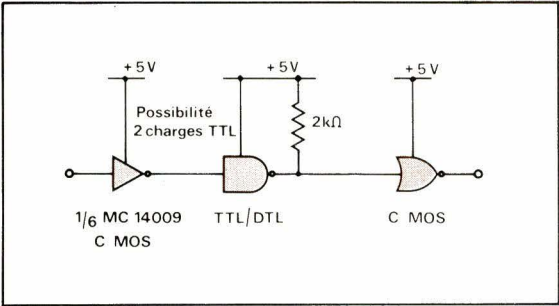 +5V
+5V
+5V
Possibilité
2 charges TTL
2kΩ
1/6 MC 14009
C MOS
TTL/DTL
C MOS